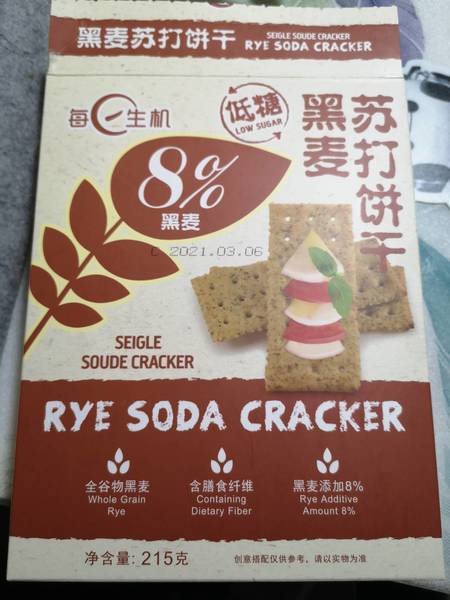 黑麦苏打饼干
SEIGLE SOUDE CRACKER
RYE SODA CRACKER
每一生机
低糖
LOW SUGAR
黑麦
苏打饼干
8%
黑麦
C 2021.03.06
SEIGLE
SOUDE CRACKER
RYE SODA CRACKER
全谷物黑麦
Whole Grain
Rye
含膳食纤维
Containing
Dietary Fiber
黑麦添加8%
Rye Additive
Amount 8%
净含量: 215克
创意搭配仅供参考，请以实物为准